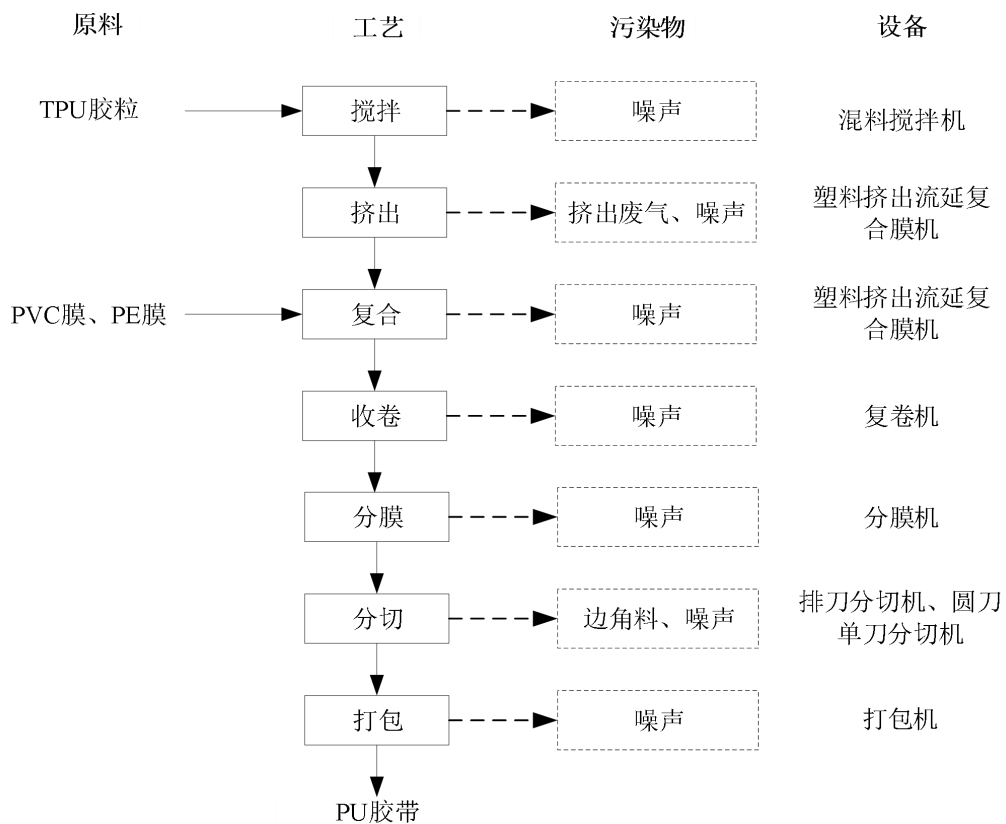 原料 工艺 污染物 设备
TPU胶粒 搅拌 噪声 混料搅拌机
挤出 挤出废气、噪声 塑料挤出流延复
合膜机
PVC膜、PE膜 复合 噪声 塑料挤出流延复
合膜机
收卷 噪声 复卷机
分膜 噪声 分膜机
分切 边角料、噪声 排刀分切机、圆刀
单刀分切机
打包 噪声 打包机
PU胶带